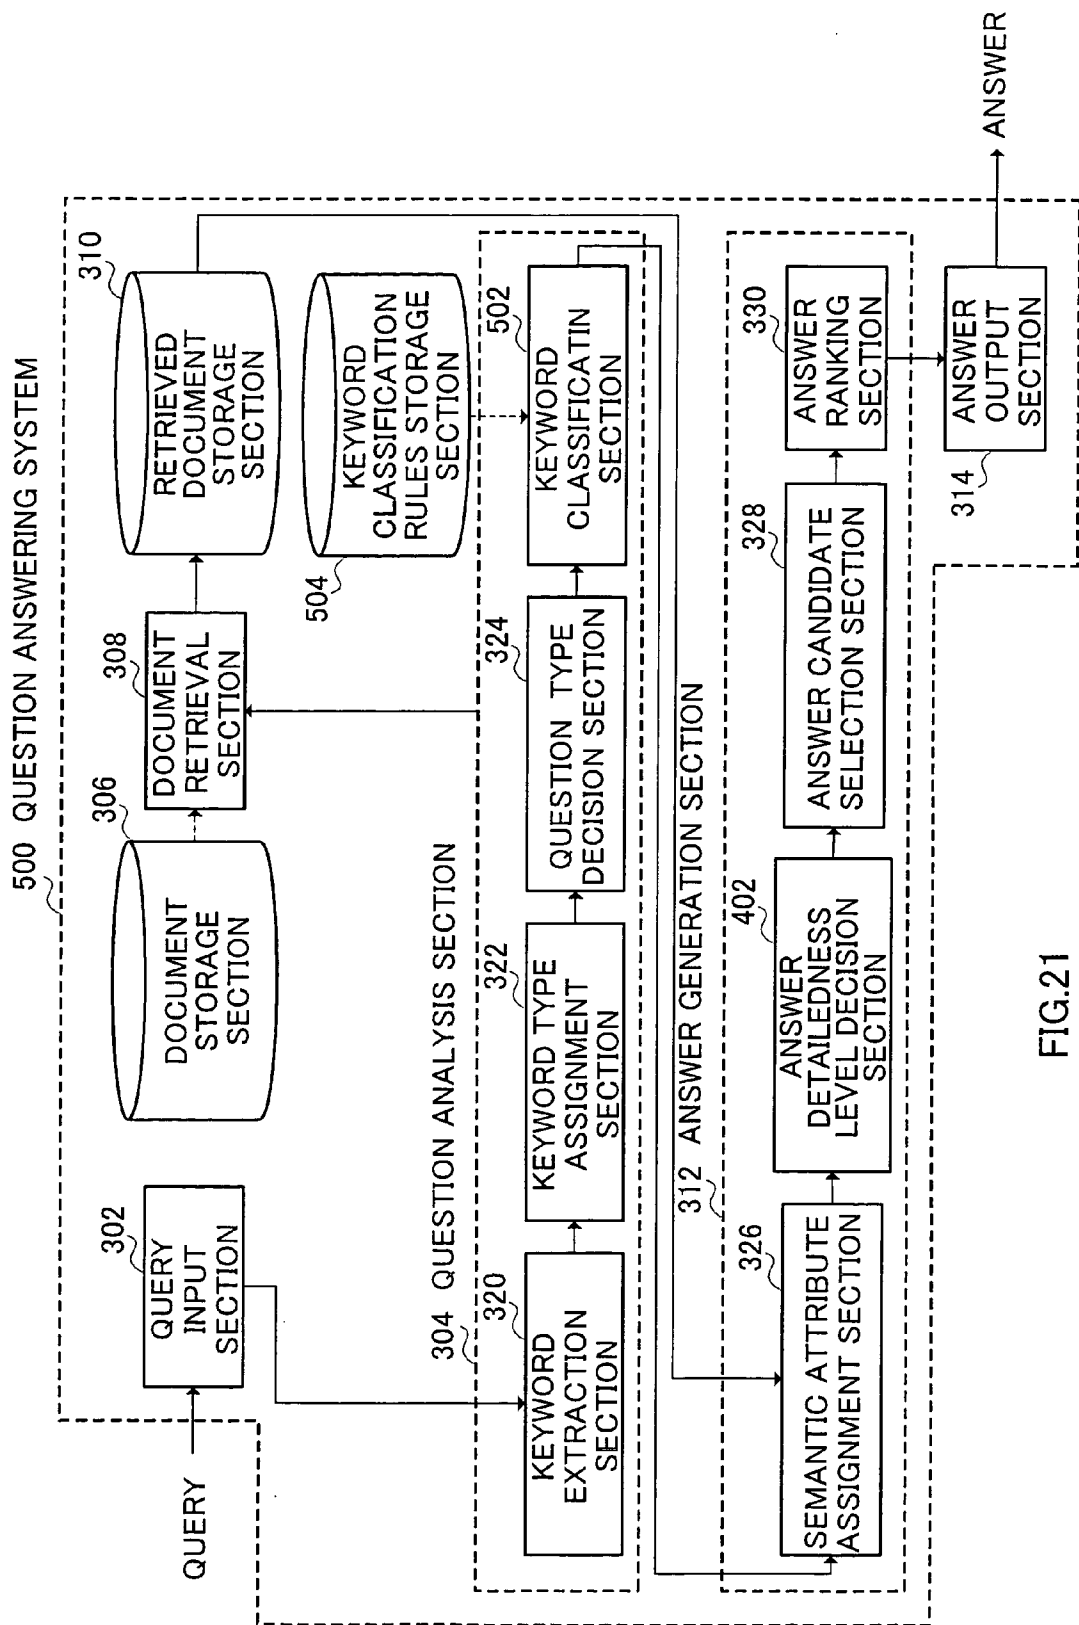 500 QUESTION ANSWERING SYSTEM
QUERY
302
QUERY
INPUT
SECTION
306
DOCUMENT
STORAGE
SECTION
308
DOCUMENT
RETRIEVAL
SECTION
310
RETRIEVED
DOCUMENT
STORAGE
SECTION
504
KEYWORD
CLASSIFICATION
RULES STORAGE
SECTION
304 QUESTION ANALYSIS SECTION
320
KEYWORD
EXTRACTION
SECTION
322
KEYWORD TYPE
ASSIGNMENT
SECTION
324
QUESTION TYPE
DECISION SECTION
502
KEYWORD
CLASSIFICATIN
SECTION
312 ANSWER GENERATION SECTION
326
SEMANTIC ATTRIBUTE
ASSIGNMENT SECTION
402
ANSWER
DETAILEDNESS
LEVEL DECISION
SECTION
328
ANSWER CANDIDATE
SELECTION SECTION
330
ANSWER
RANKING
SECTION
314
ANSWER
OUTPUT
SECTION
ANSWER
FIG.21